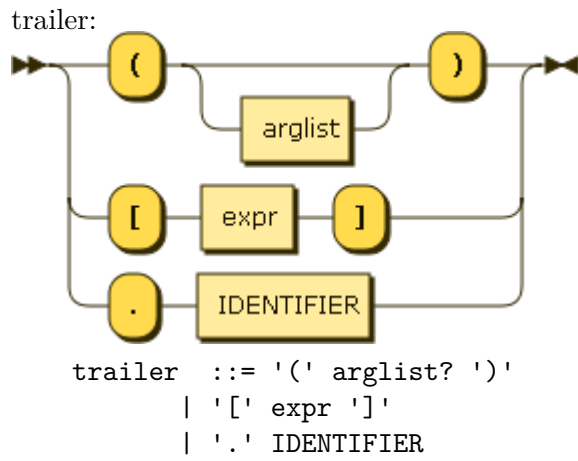 trailer:
( )
arglist
[ expr ]
. IDENTIFIER
trailer ::= '(' arglist? ')'
| '[' expr ']'
| '.' IDENTIFIER